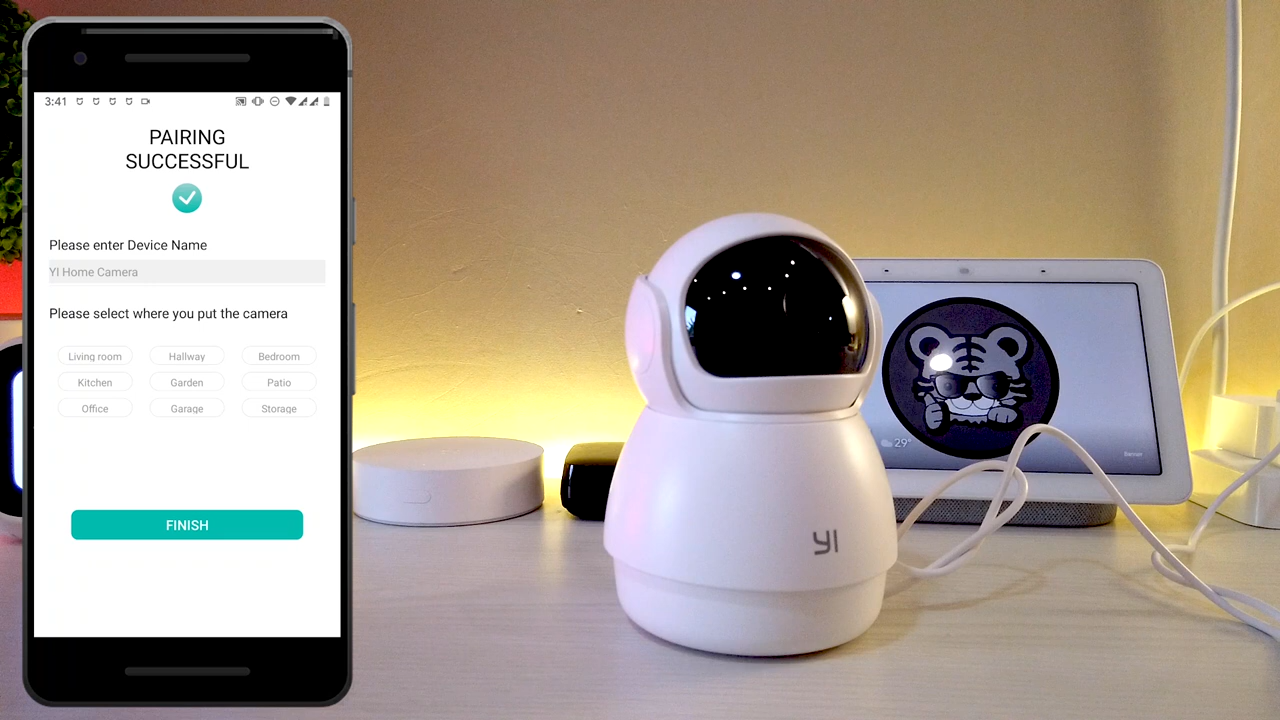 3:41
PAIRING
SUCCESSFUL
Please enter Device Name
YI Home Camera
Please select where you put the camera
Living room
Hallway
Bedroom
Kitchen
Garden
Patio
Office
Garage
Storage
FINISH
YI
29°